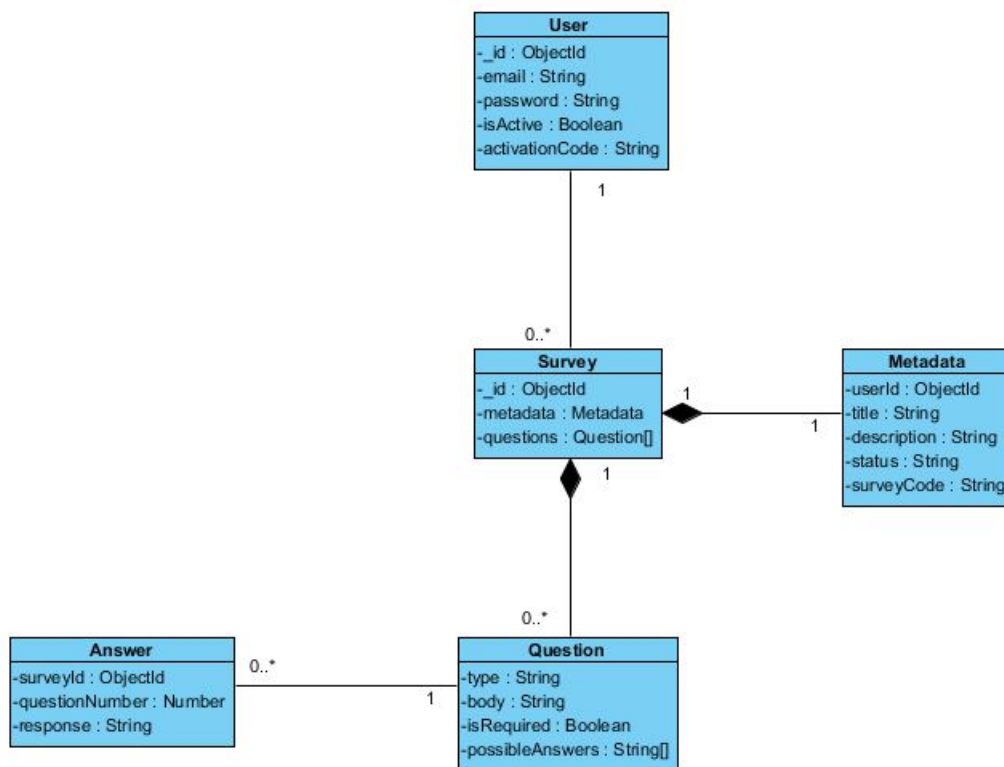 User
-_id : ObjectId
-email : String
-password : String
-isActive : Boolean
-activationCode : String
1
0..*
Survey
-_id : ObjectId
-metadata : Metadata
-questions : Question[]
1
1
Metadata
-userId : ObjectId
-title : String
-description : String
-status : String
-surveyCode : String
1
0..*
Answer
-surveyId : ObjectId
-questionNumber : Number
-response : String
0..*
1
Question
-type : String
-body : String
-isRequired : Boolean
-possibleAnswers : String[]